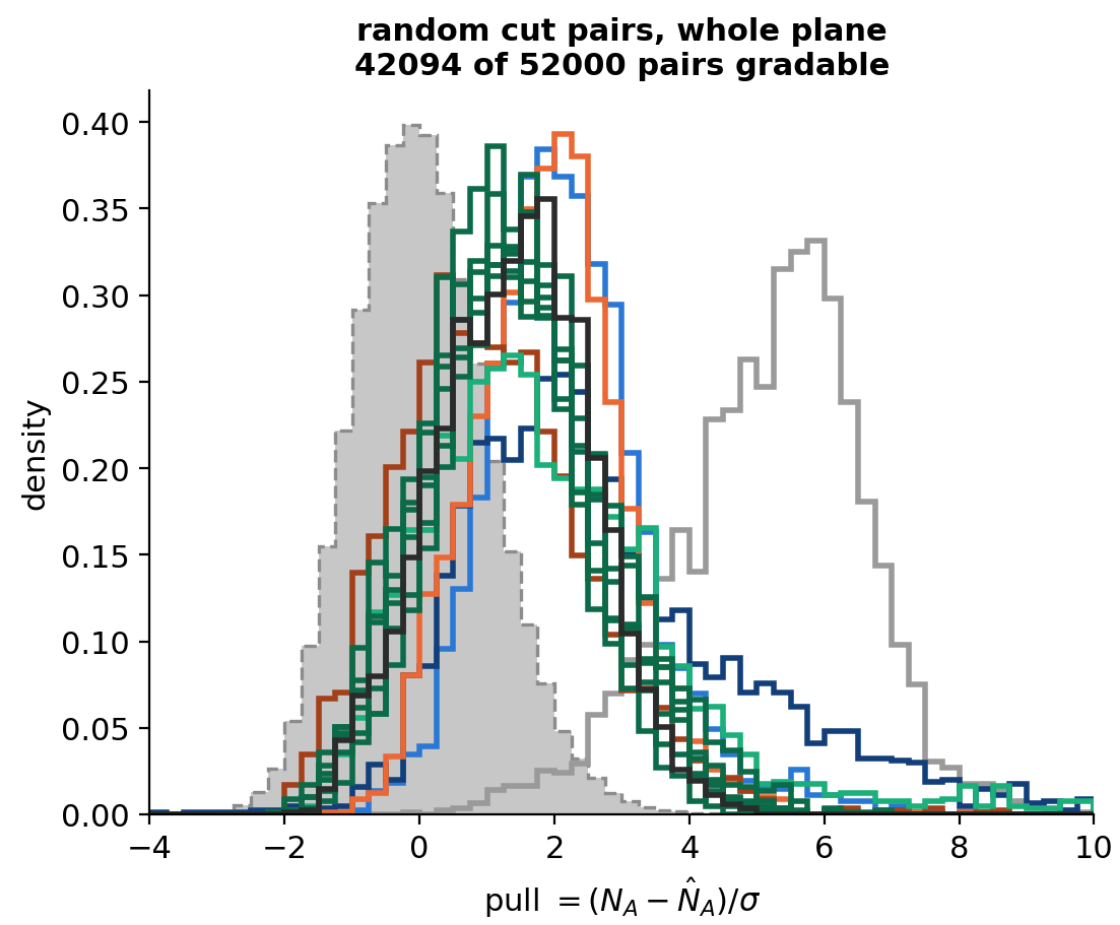 random cut pairs, whole plane
42094 of 52000 pairs gradable
density
0.40
0.35
0.30
0.25
0.20
0.15
0.10
0.05
0.00
−4 −2 0 2 4 6 8 10
pull = (N_A − N̂_A)/σ